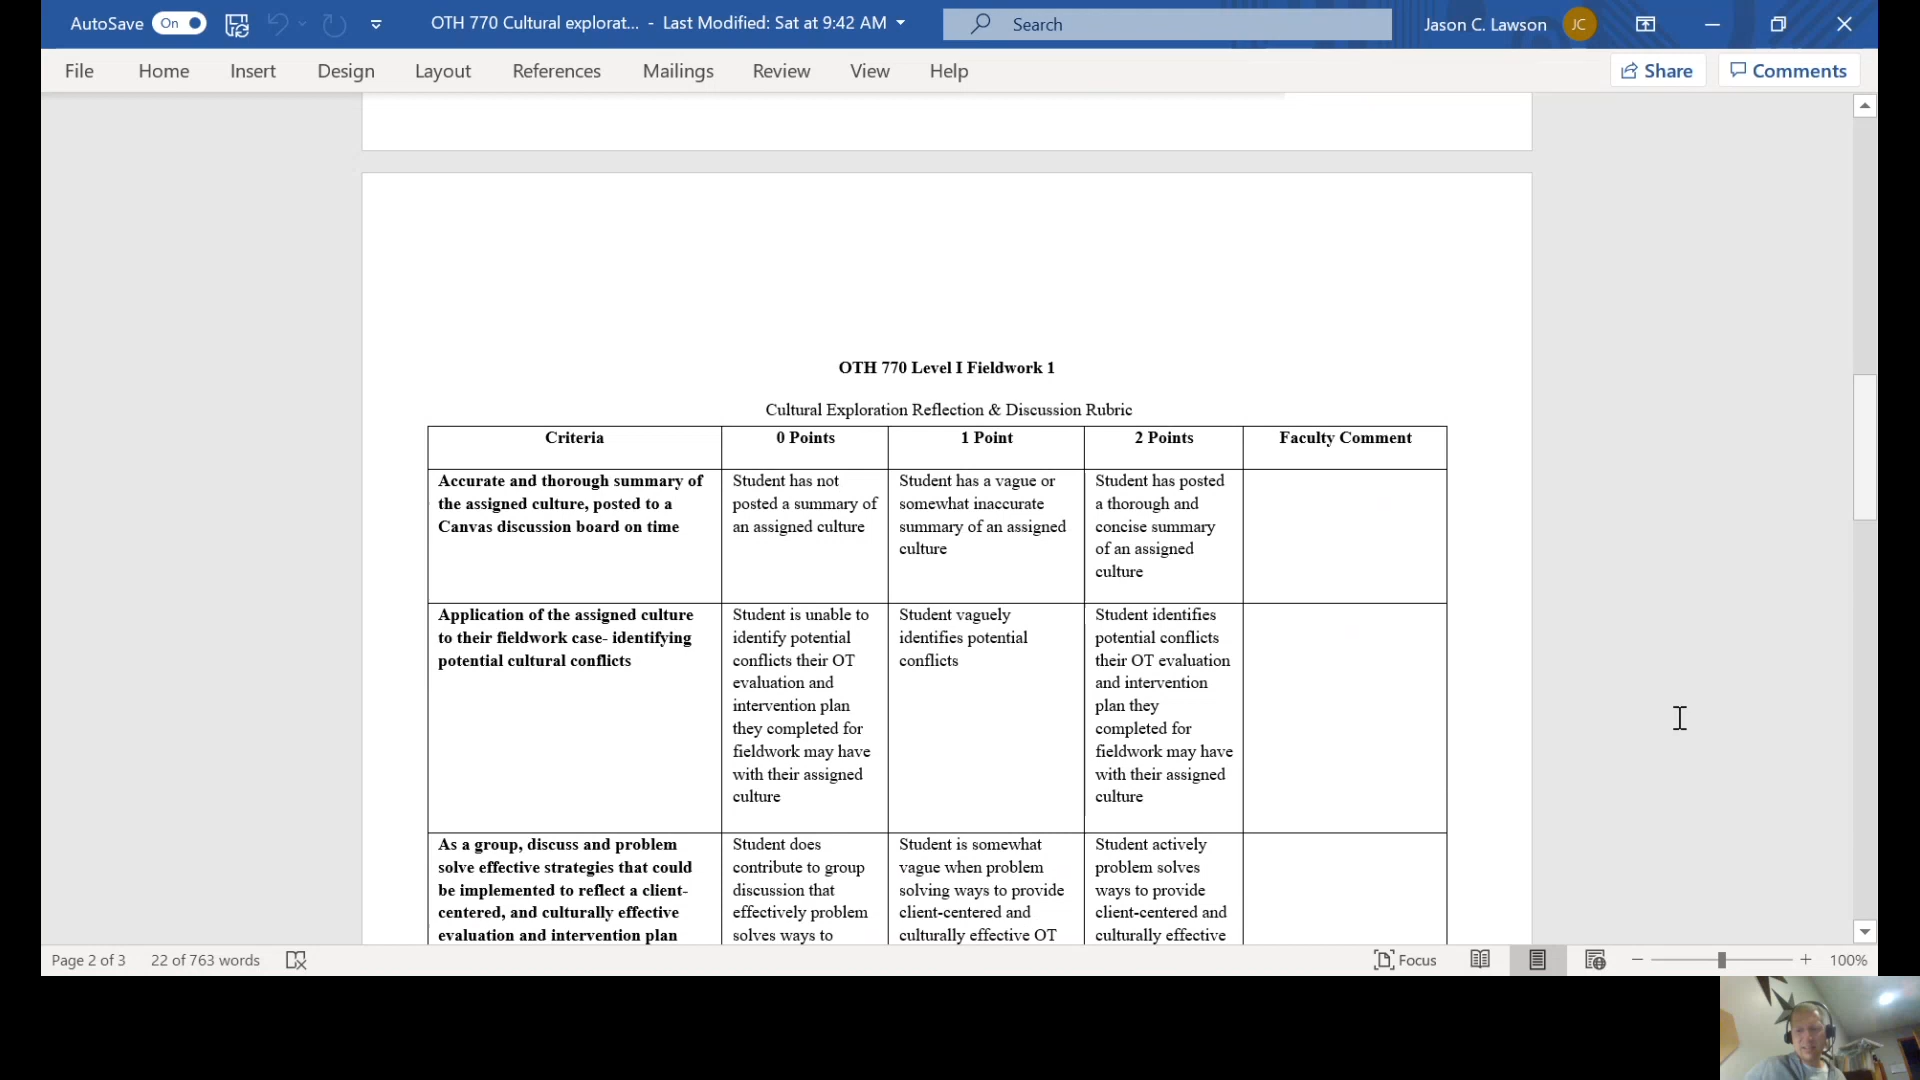 AutoSave On OTH 770 Cultural explorat... - Last Modified: Sat at 9:42 AM Search Jason C. Lawson JC
File Home Insert Design Layout References Mailings Review View Help Share Comments
OTH 770 Level I Fieldwork 1
Cultural Exploration Reflection & Discussion Rubric
Criteria 0 Points 1 Point 2 Points Faculty Comment
Accurate and thorough summary of
the assigned culture, posted to a
Canvas discussion board on time
Student has not
posted a summary of
an assigned culture
Student has a vague or
somewhat inaccurate
summary of an assigned
culture
Student has posted
a thorough and
concise summary
of an assigned
culture
Application of the assigned culture
to their fieldwork case- identifying
potential cultural conflicts
Student is unable to
identify potential
conflicts their OT
evaluation and
intervention plan
they completed for
fieldwork may have
with their assigned
culture
Student vaguely
identifies potential
conflicts
Student identifies
potential conflicts
their OT evaluation
and intervention
plan they
completed for
fieldwork may have
with their assigned
culture
As a group, discuss and problem
solve effective strategies that could
be implemented to reflect a client-
centered, and culturally effective
evaluation and intervention plan
Student does
contribute to group
discussion that
effectively problem
solves ways to
Student is somewhat
vague when problem
solving ways to provide
client-centered and
culturally effective OT
Student actively
problem solves
ways to provide
client-centered and
culturally effective
Page 2 of 3 22 of 763 words Focus 100%